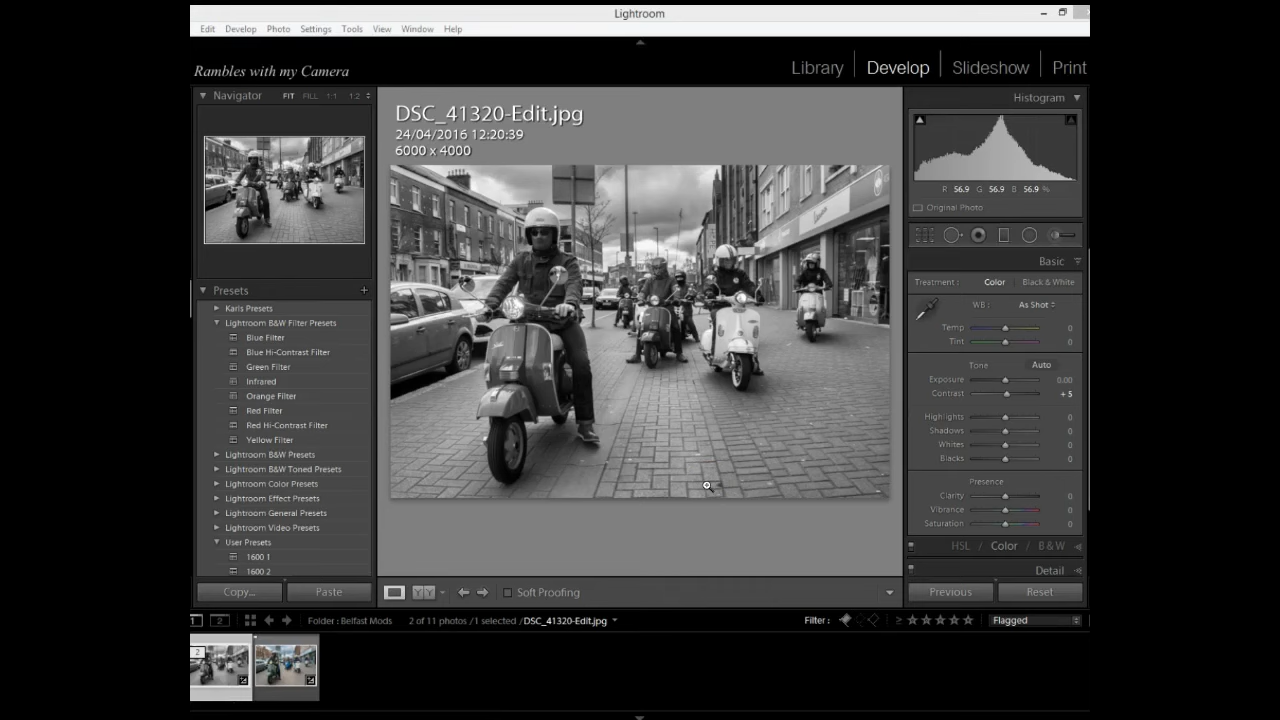 Lightroom
Edit Develop Photo Settings Tools View Window Help
Rambles with my Camera
Library Develop Slideshow Print
Navigator FIT FILL 1:1 1:2
Histogram
DSC_41320-Edit.jpg
24/04/2016 12:20:39
6000 x 4000
R 56.9 G 56.9 B 56.9 %
Original Photo
Basic
Treatment : Color Black & White
WB : As Shot
Temp 0
Tint 0
Tone Auto
Exposure 0.00
Contrast + 5
Highlights 0
Shadows 0
Whites 0
Blacks 0
Presence
Clarity 0
Vibrance 0
Saturation 0
HSL / Color / B & W
Detail
Presets +
Karls Presets
Lightroom B&W Filter Presets
Blue Filter
Blue Hi-Contrast Filter
Green Filter
Infrared
Orange Filter
Red Filter
Red Hi-Contrast Filter
Yellow Filter
Lightroom B&W Presets
Lightroom B&W Toned Presets
Lightroom Color Presets
Lightroom Effect Presets
Lightroom General Presets
Lightroom Video Presets
User Presets
1600 1
1600 2
Copy... Paste
Y Y
Soft Proofing
Previous Reset
1 2 Folder : Belfast Mods 2 of 11 photos /1 selected /DSC_41320-Edit.jpg
Filter : ≥ ★★★★★ Flagged
2